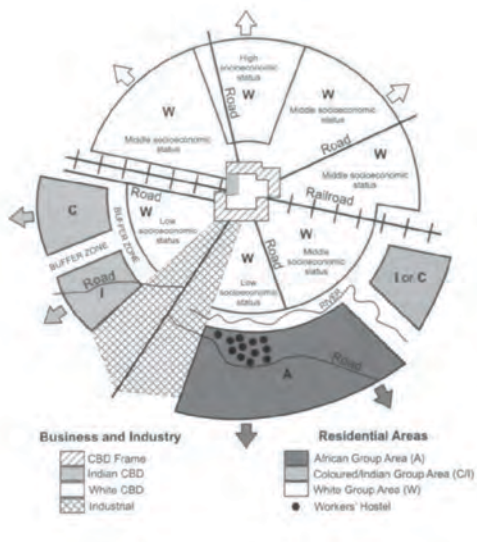 High
socioeconomic
status
W
Road
W
Middle socioeconomic
status
W
Middle socioeconomic
status
Road
W
Middle socioeconomic
status
Railroad
Road
W
Low
socioeconomic
status
C
BUFFER ZONE
BUFFER ZONE
Road
I
W
Low
socioeconomic
status
Road
W
Middle
socioeconomic
status
I or C
RIVER
Road
A
Business and Industry
CBD Frame
Indian CBD
White CBD
Industrial
Residential Areas
African Group Area (A)
Coloured/Indian Group Area (C/I)
White Group Area (W)
Workers' Hostel